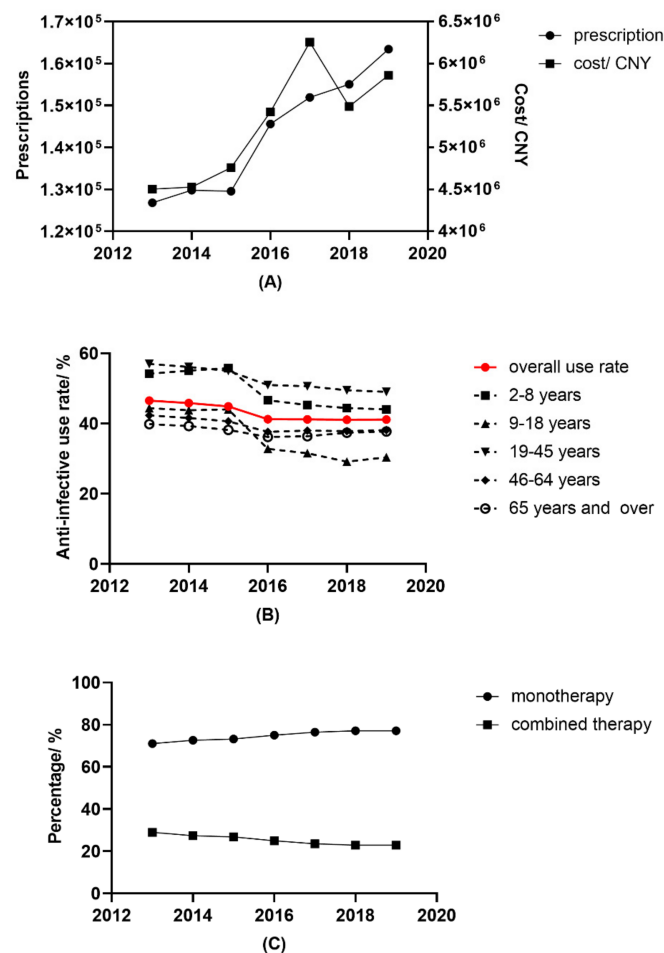 1.7×10⁵
1.6×10⁵
1.5×10⁵
1.4×10⁵
1.3×10⁵
1.2×10⁵
Prescriptions
6.5×10⁶
6×10⁶
5.5×10⁶
5×10⁶
4.5×10⁶
4×10⁶
Cost/ CNY
2012 2014 2016 2018 2020
prescription
cost/ CNY
(A)
60
40
20
0
Anti-infective use rate/ %
2012 2014 2016 2018 2020
overall use rate
2-8 years
9-18 years
19-45 years
46-64 years
65 years and over
(B)
100
80
60
40
20
0
Percentage/ %
2012 2014 2016 2018 2020
monotherapy
combined therapy
(C)